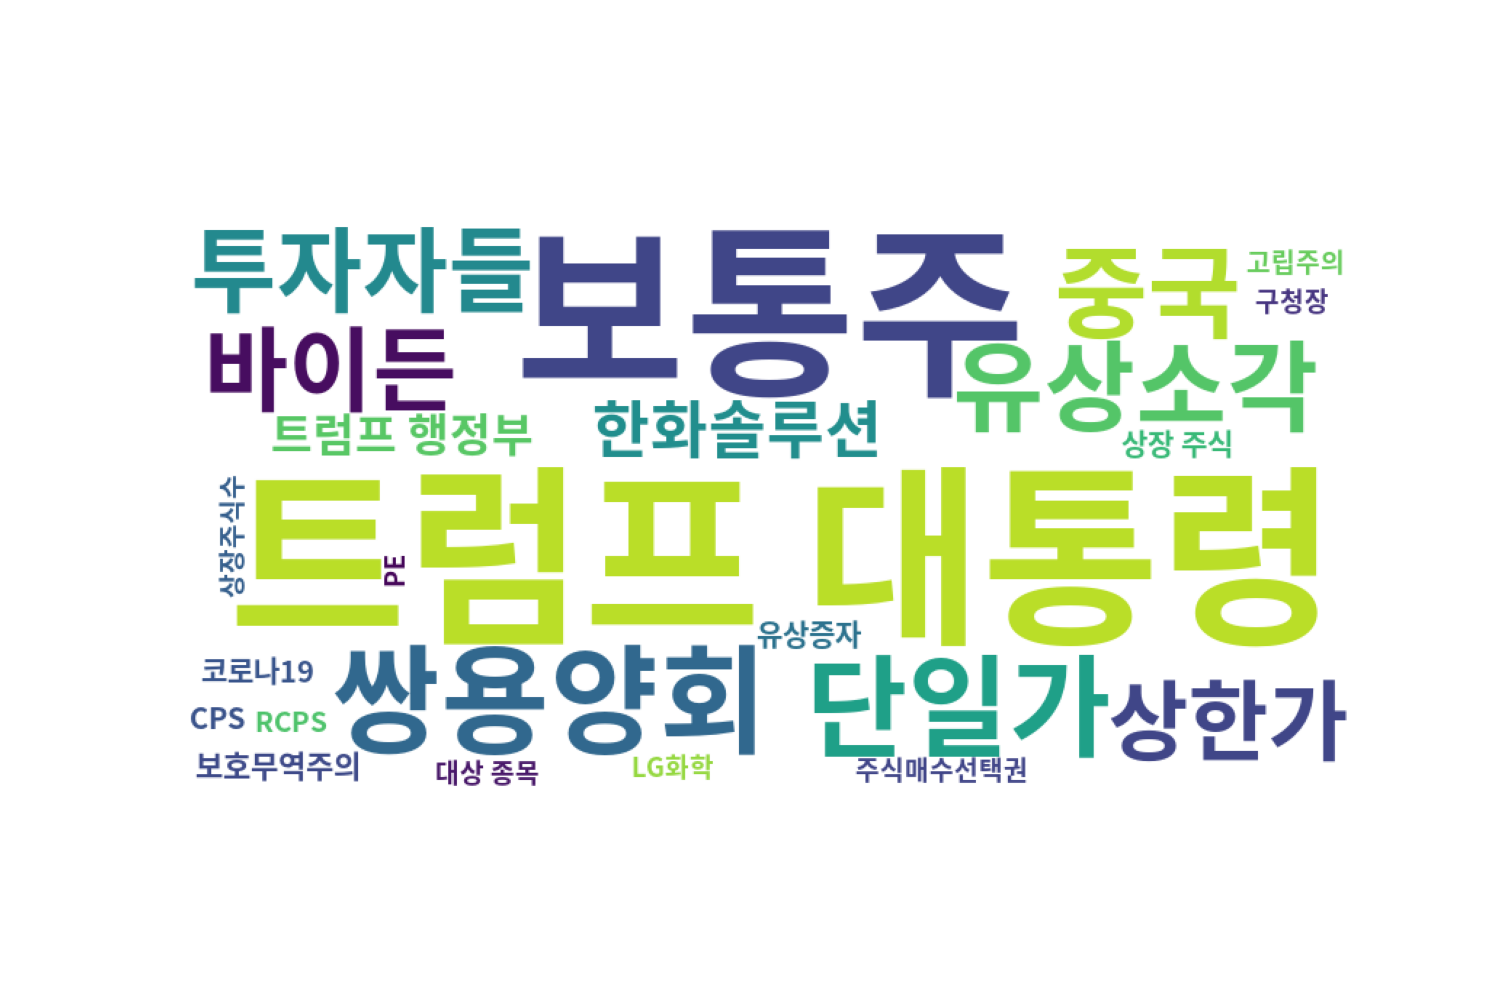 투자자들
보통주
중국
고립주의
구청장
바이든
유상소각
트럼프 행정부
한화솔루션
상장 주식
상장주식수
트럼프 대통령
PE
유상증자
코로나19
쌍용양회
단일가
상한가
CPS
RCPS
보호무역주의
대상 종목
LG화학
주식매수선택권